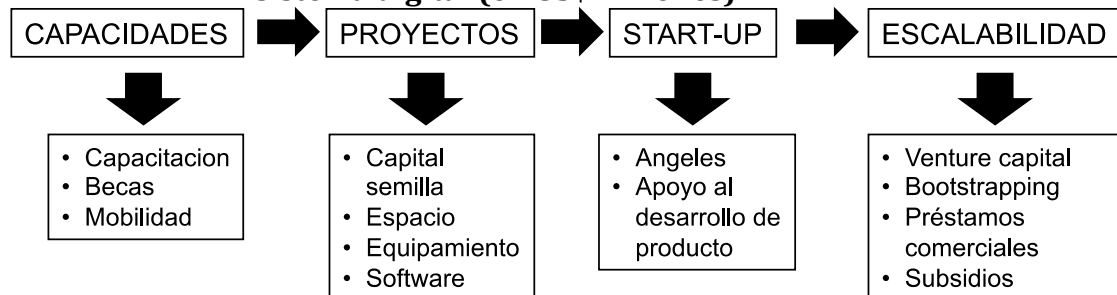 CAPACIDADES
PROYECTOS
START-UP
ESCALABILIDAD
• Capacitacion
• Becas
• Mobilidad
• Capital
semilla
• Espacio
• Equipamiento
• Software
• Angeles
• Apoyo al
desarrollo de
producto
• Venture capital
• Bootstrapping
• Préstamos
comerciales
• Subsidios